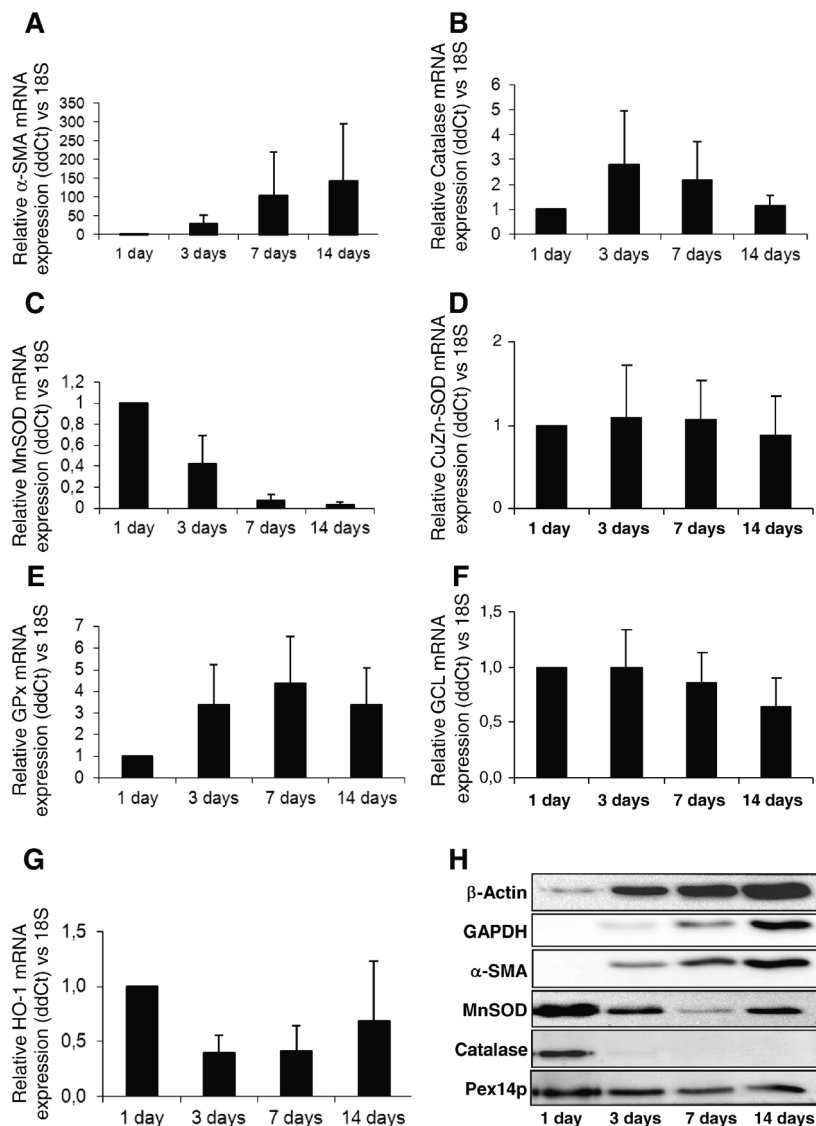 A
Relative α-SMA mRNA
expression (ddCt) vs 18S
350
300
250
200
150
100
50
0
1 day 3 days 7 days 14 days
B
Relative Catalase mRNA
expression (ddCt) vs 18S
6
5
4
3
2
1
0
1 day 3 days 7 days 14 days
C
Relative MnSOD mRNA
expression (ddCt) vs 18S
1,2
1
0,8
0,6
0,4
0,2
0
1 day 3 days 7 days 14 days
D
Relative CuZn-SOD mRNA
expression (ddCt) vs 18S
2
1
0
1 day 3 days 7 days 14 days
E
Relative GPx mRNA
expression (ddCt) vs 18S
7
6
5
4
3
2
1
0
1 day 3 days 7 days 14 days
F
Relative GCL mRNA
expression (ddCt) vs 18S
1,5
1,0
0,5
0,0
1 day 3 days 7 days 14 days
G
Relative HO-1 mRNA
expression (ddCt) vs 18S
1,5
1,0
0,5
0,0
1 day 3 days 7 days 14 days
H
β-Actin
GAPDH
α-SMA
MnSOD
Catalase
Pex14p
1 day 3 days 7 days 14 days